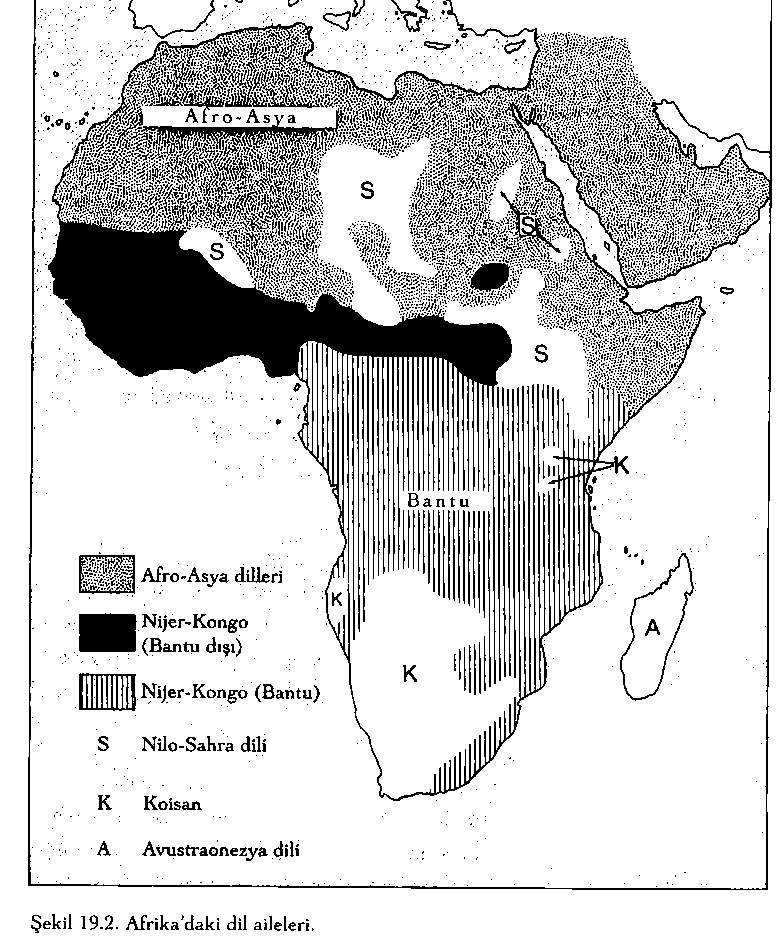 Afro-Asya
S
S
S
S
K
Bantu
Afro-Asya dilleri
K
Nijer-Kongo
(Bantu dışı)
A
K
Nijer-Kongo (Bantu)
S Nilo-Sahra dili
K Koisan
A Avustraonezya dili
Şekil 19.2. Afrika'daki dil aileleri.